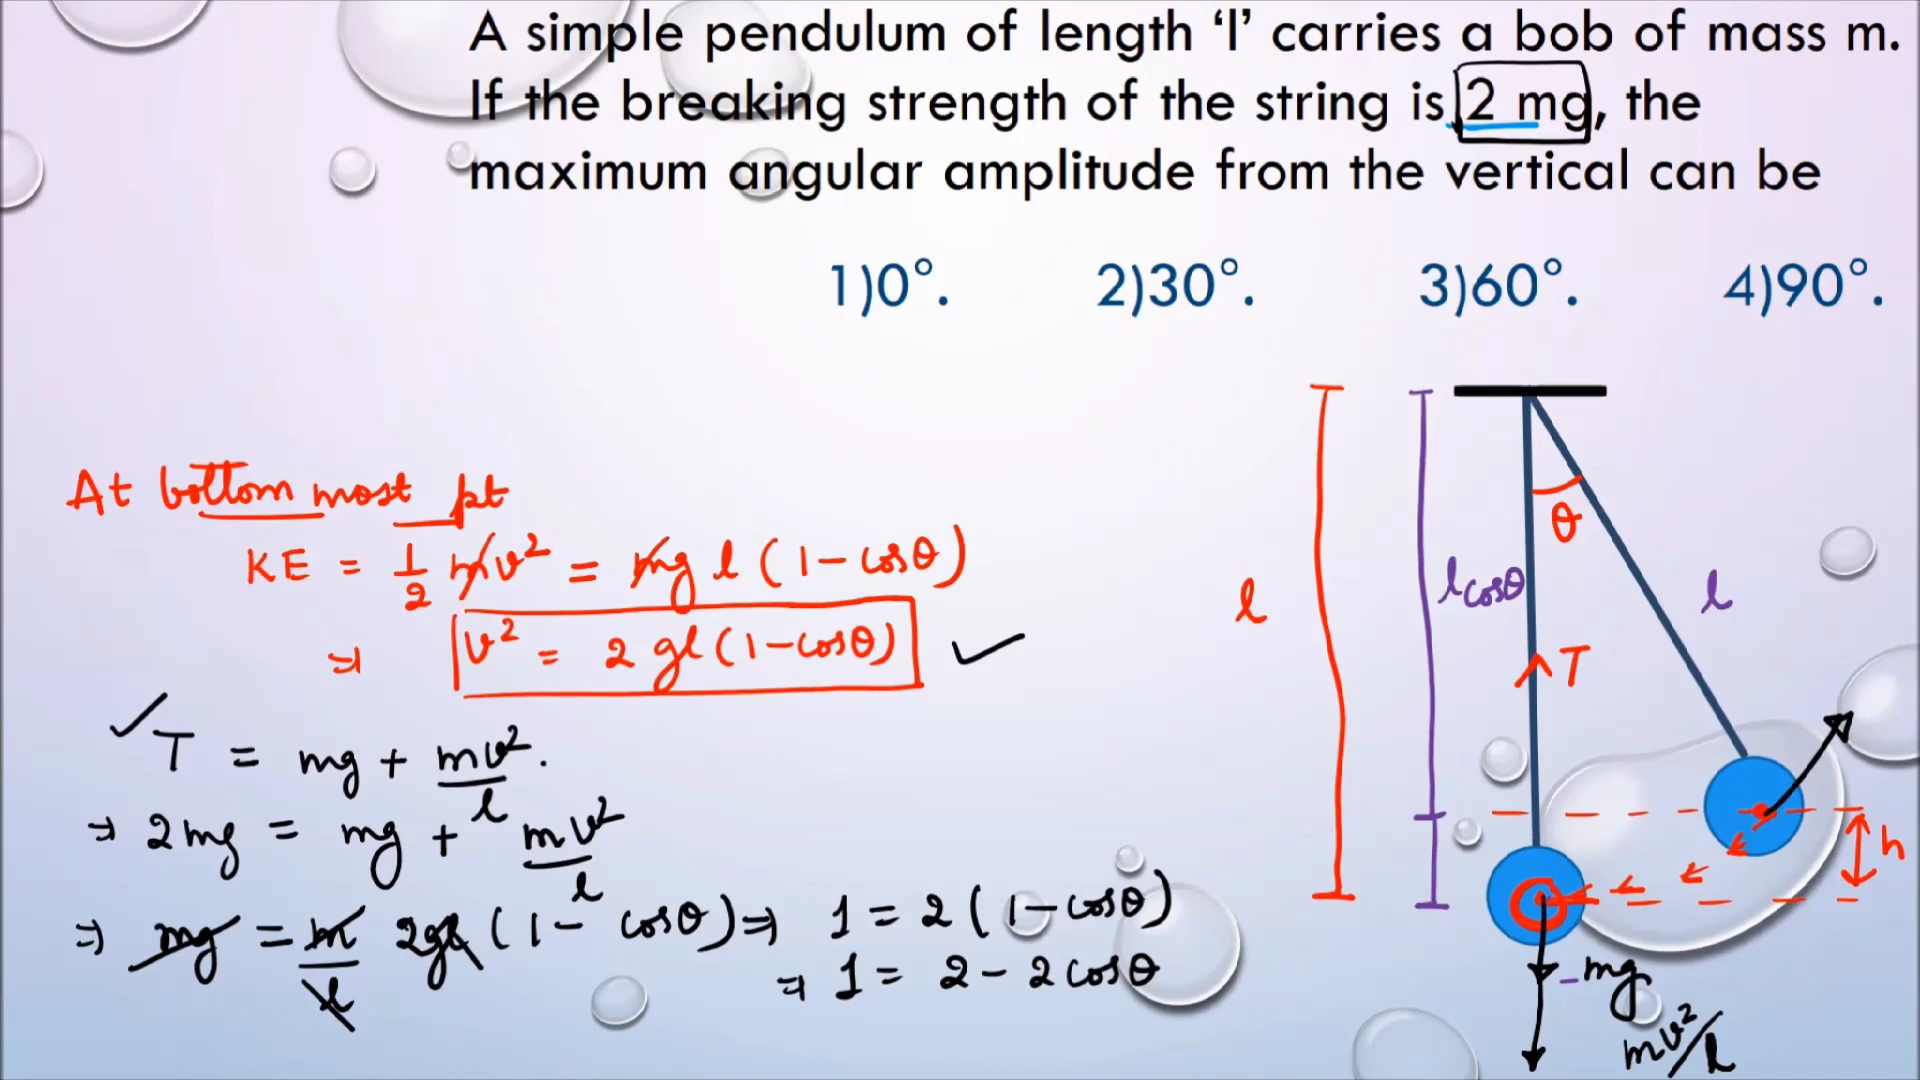 A simple pendulum of length ‘l’ carries a bob of mass m.
If the breaking strength of the string is 2 mg, the
maximum angular amplitude from the vertical can be
1)0°. 2)30°. 3)60°. 4)90°.
At bottom most pt
KE = 1/2 mv² = mg l (1 - cosθ)
⇒ v² = 2 gl (1 - cosθ) ✓
✓ T = mg + mv²/l .
⇒ 2mg = mg + mv²/l
⇒ mg = m/l 2gl (1 - cosθ) ⇒ 1 = 2 (1 - cosθ)
⇒ 1 = 2 - 2cosθ
θ
l
l cosθ
l
T
h
mg
mv²/l